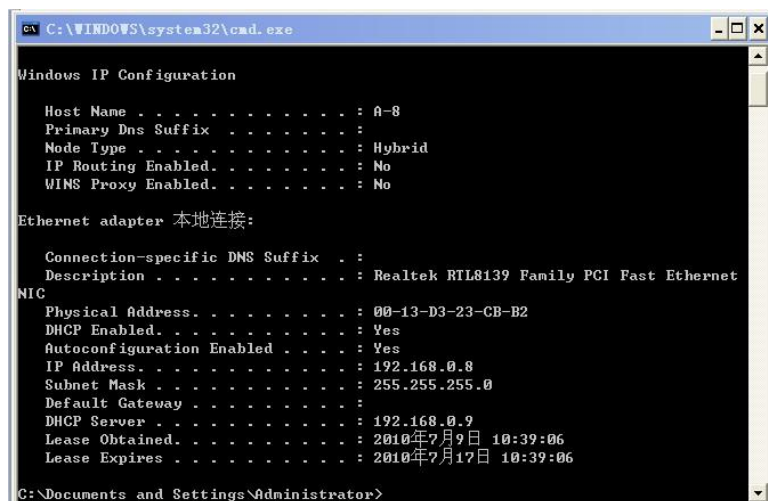 C:\WINDOWS\system32\cmd.exe
Windows IP Configuration
Host Name . . . . . . . . . . . . : A-8
Primary Dns Suffix  . . . . . . . :
Node Type . . . . . . . . . . . . : Hybrid
IP Routing Enabled. . . . . . . . : No
WINS Proxy Enabled. . . . . . . . : No
Ethernet adapter 本地连接:
Connection-specific DNS Suffix  . :
Description . . . . . . . . . . . : Realtek RTL8139 Family PCI Fast Ethernet
NIC
Physical Address. . . . . . . . . : 00-13-D3-23-CB-B2
DHCP Enabled. . . . . . . . . . . : Yes
Autoconfiguration Enabled . . . . : Yes
IP Address. . . . . . . . . . . . : 192.168.0.8
Subnet Mask . . . . . . . . . . . : 255.255.255.0
Default Gateway . . . . . . . . . :
DHCP Server . . . . . . . . . . . : 192.168.0.9
Lease Obtained. . . . . . . . . . : 2010年7月9日 10:39:06
Lease Expires . . . . . . . . . . : 2010年7月17日 10:39:06
C:\Documents and Settings\Administrator>